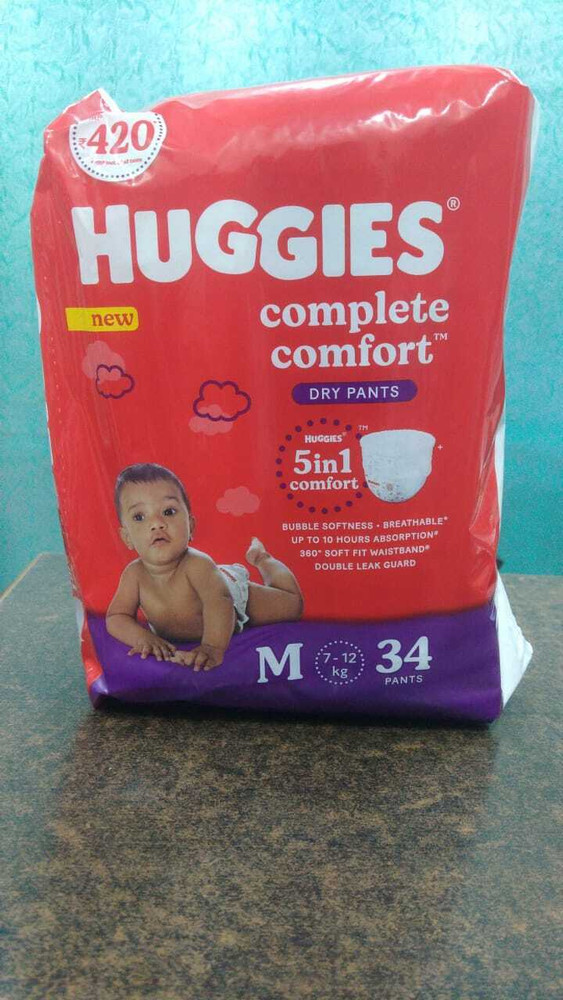 ₹420
HUGGIES®
new
complete
comfort™
DRY PANTS
HUGGIES® ™
5in1
comfort
BUBBLE SOFTNESS • BREATHABLE*
UP TO 10 HOURS ABSORPTION#
360° SOFT FIT WAISTBAND#
DOUBLE LEAK GUARD
M 7-12 kg 34
PANTS